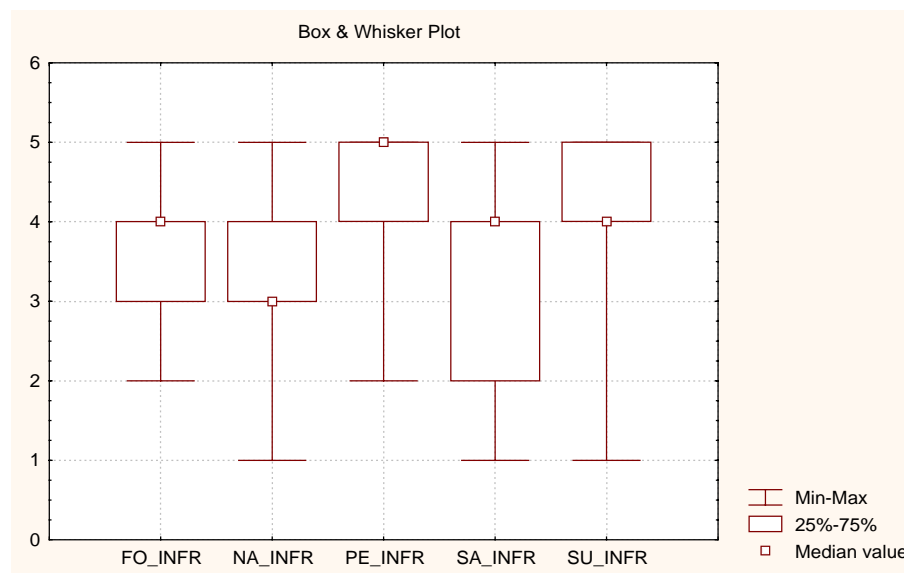 Box & Whisker Plot
6
5
4
3
2
1
0
FO_INFR NA_INFR PE_INFR SA_INFR SU_INFR
Min-Max
25%-75%
Median value